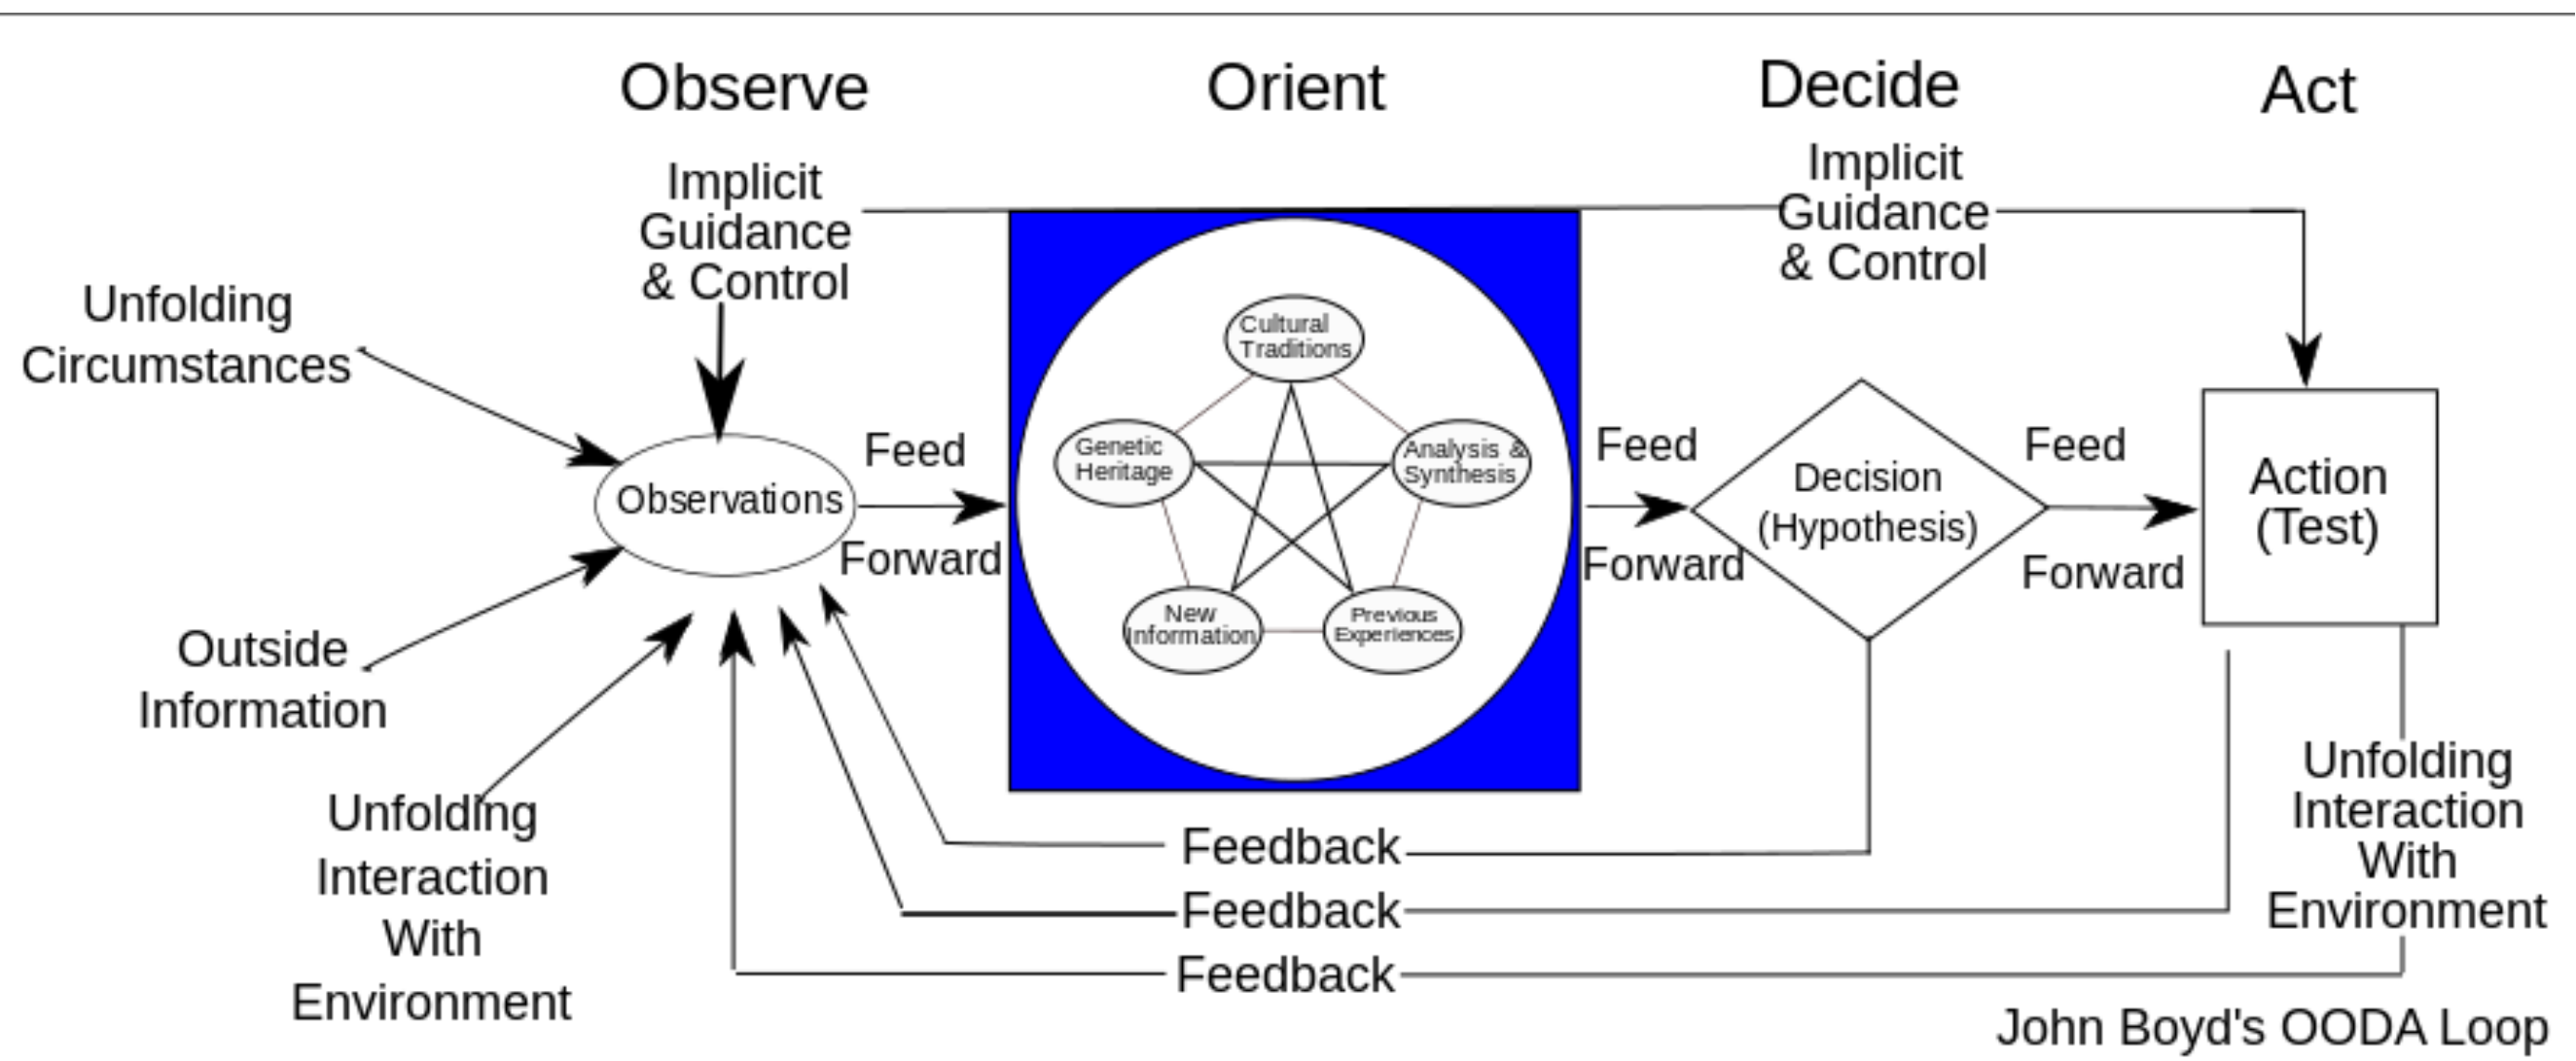 Observe
Orient
Decide
Act
Implicit
Guidance
& Control
Implicit
Guidance
& Control
Unfolding
Circumstances
Observations
Outside
Information
Unfolding
Interaction
With
Environment
Feed
Forward
Cultural
Traditions
Genetic
Heritage
Analysis &
Synthesis
New
Information
Previous
Experiences
Feed
Forward
Decision
(Hypothesis)
Feed
Forward
Action
(Test)
Unfolding
Interaction
With
Environment
Feedback
Feedback
Feedback
John Boyd's OODA Loop